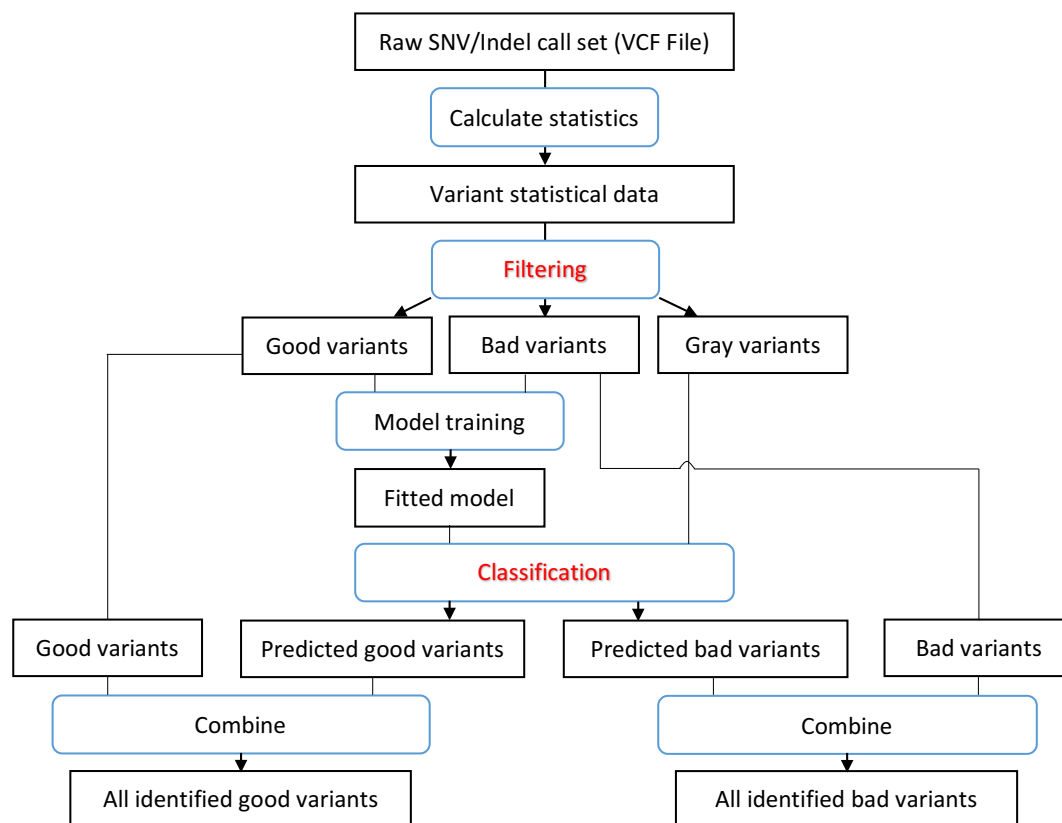 Raw SNV/Indel call set (VCF File)
Calculate statistics
Variant statistical data
Filtering
Good variants
Bad variants
Gray variants
Model training
Fitted model
Classification
Good variants
Predicted good variants
Predicted bad variants
Bad variants
Combine
Combine
All identified good variants
All identified bad variants